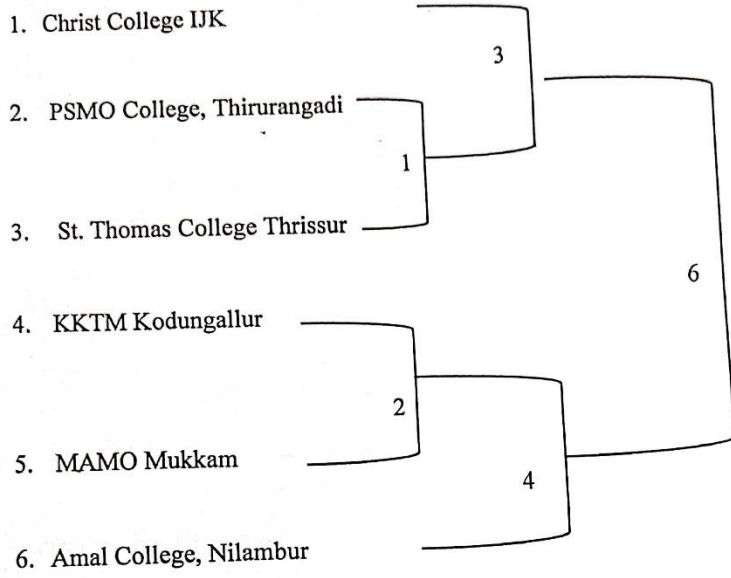 1. Christ College IJK
3
2. PSMO College, Thirurangadi
1
3. St. Thomas College Thrissur
6
4. KKTM Kodungallur
2
5. MAMO Mukkam
4
6. Amal College, Nilambur